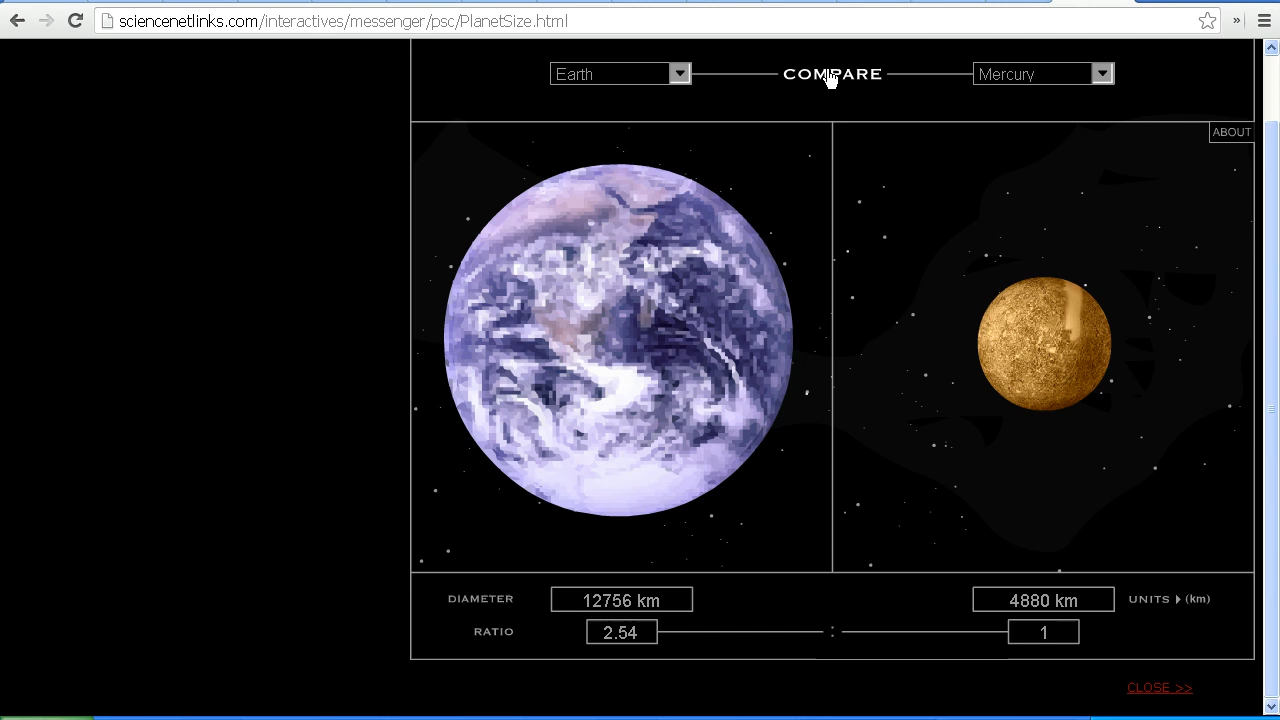 sciencenetlinks.com/interactives/messenger/psc/PlanetSize.html
Earth COMPARE Mercury
ABOUT
DIAMETER 12756 km 4880 km UNITS (km)
RATIO 2.54 : 1
CLOSE >>